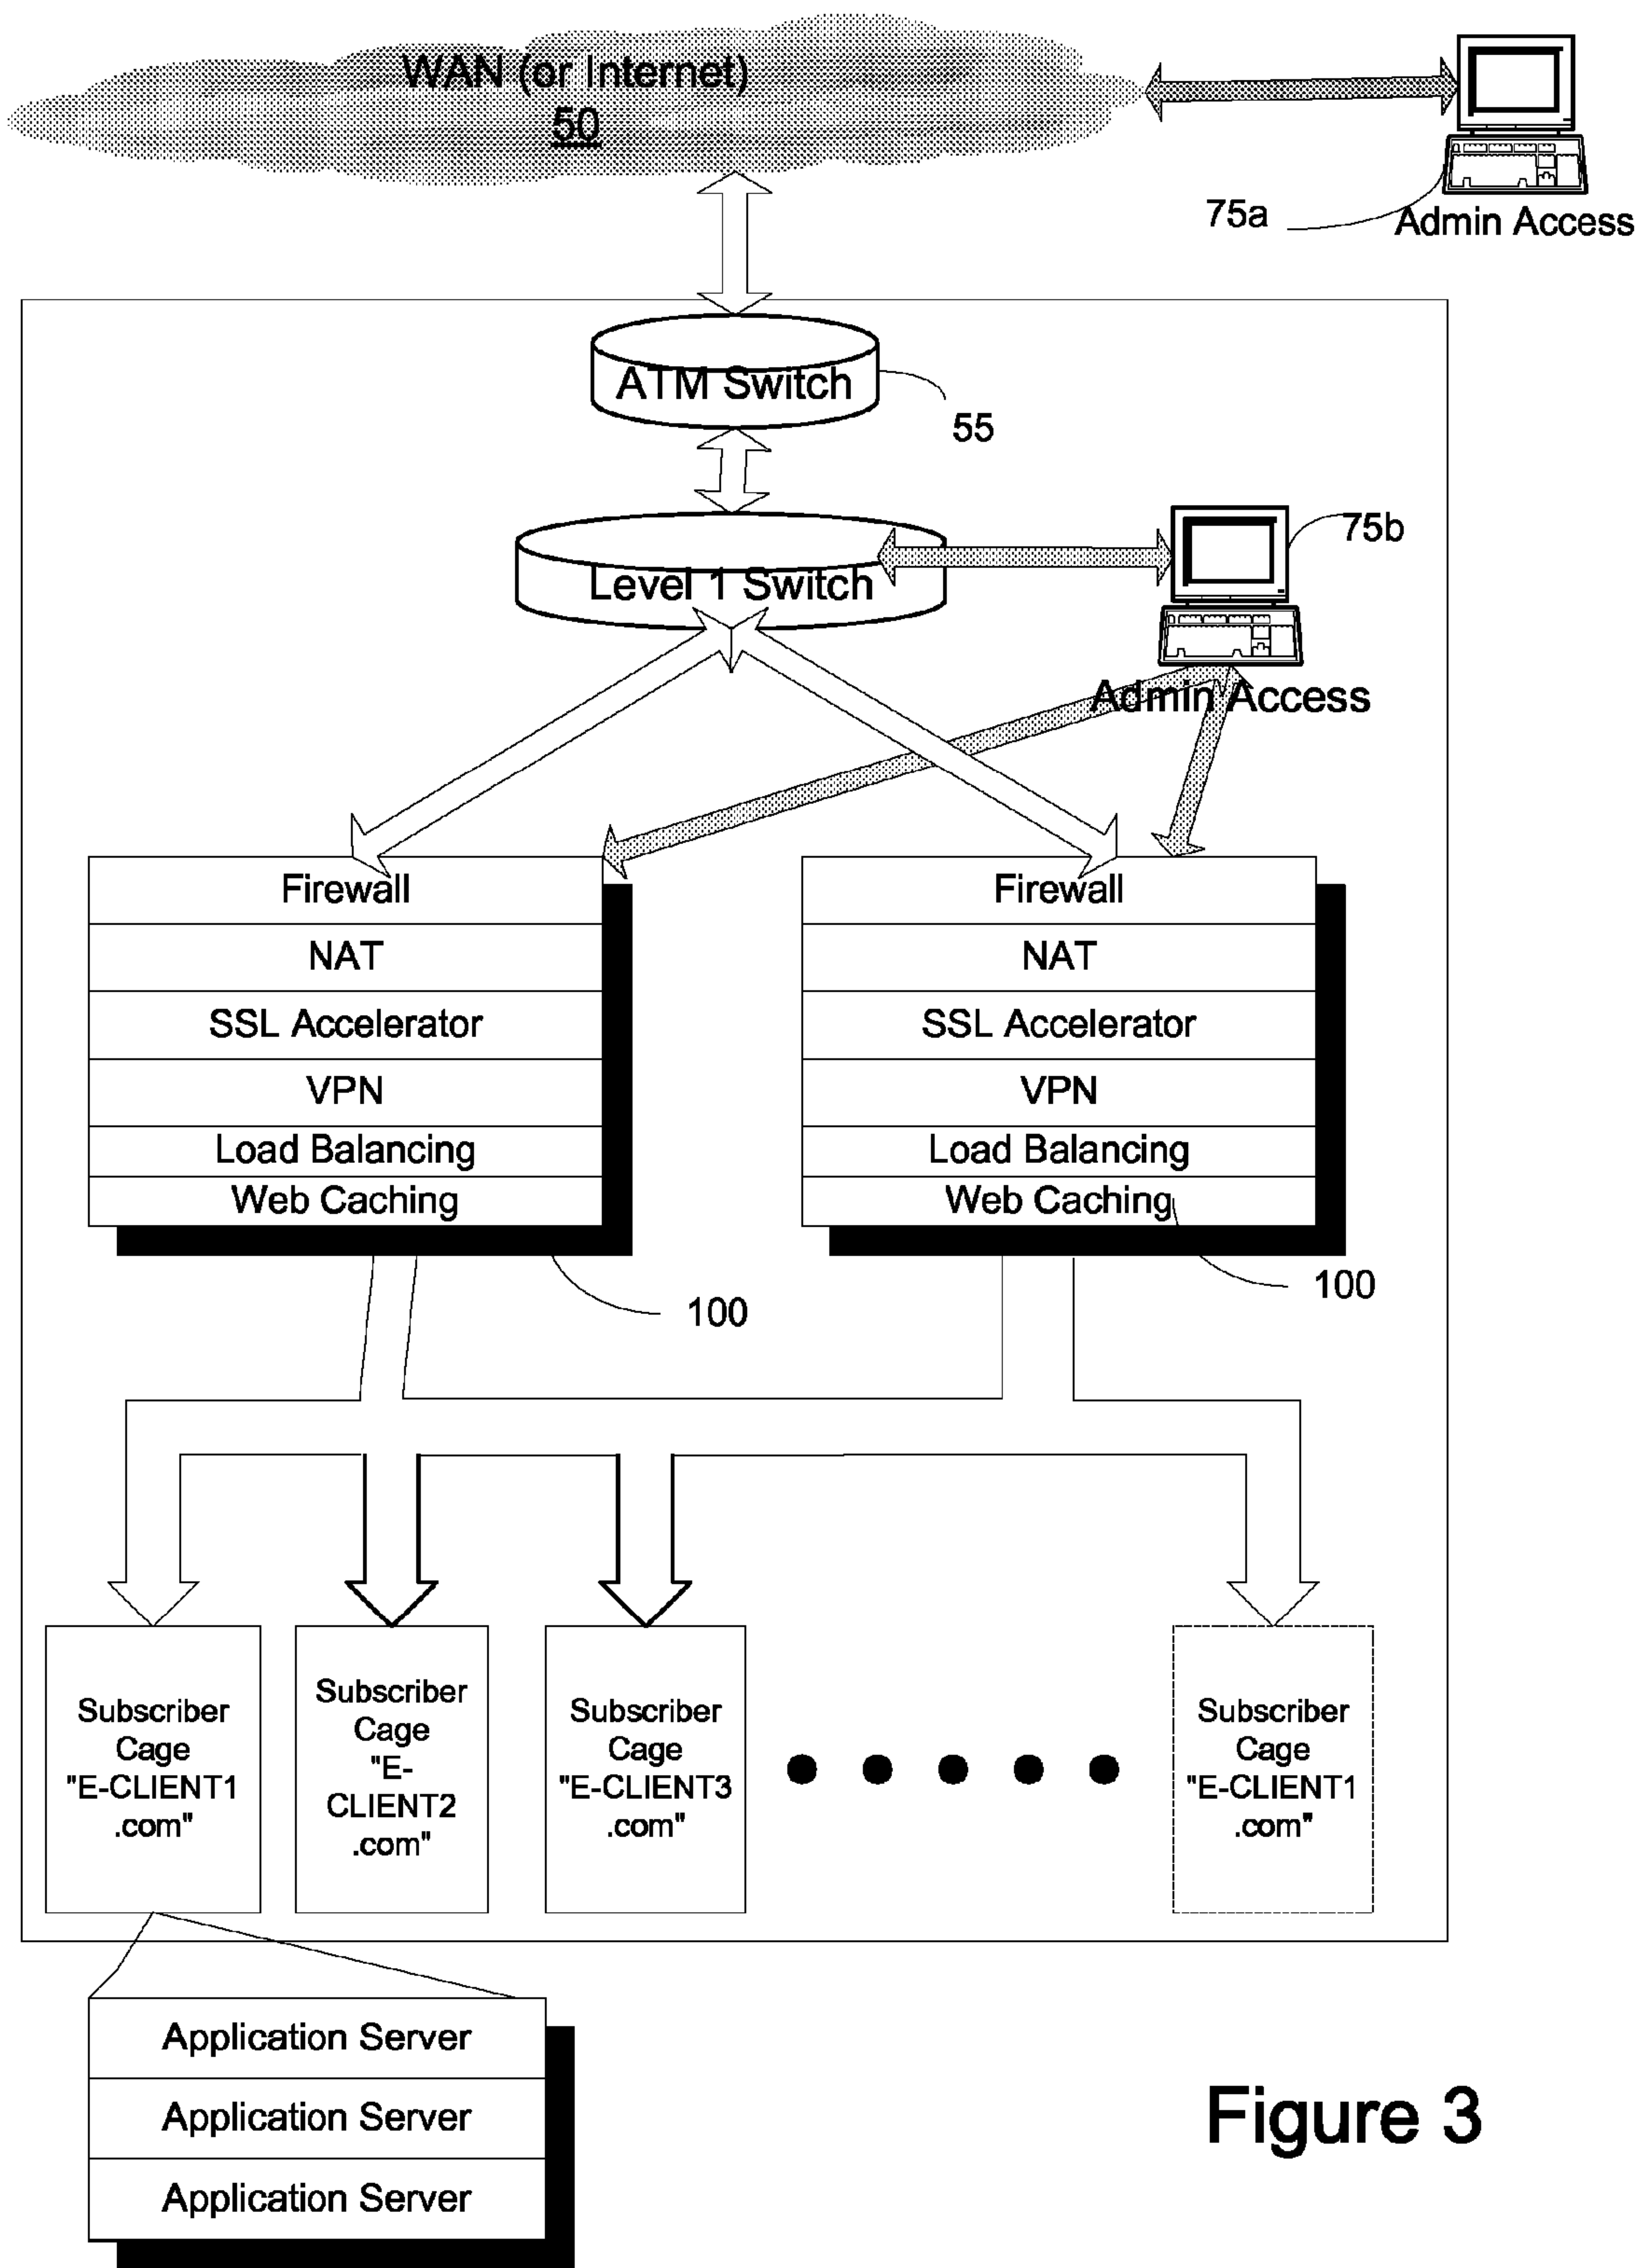 WAN (or Internet)
50
75a
Admin Access
ATM Switch
55
75b
Level 1 Switch
Admin Access
Firewall
NAT
SSL Accelerator
VPN
Load Balancing
Web Caching
100
Firewall
NAT
SSL Accelerator
VPN
Load Balancing
Web Caching
100
Subscriber
Cage
"E-CLIENT1
.com"
Subscriber
Cage
"E-
CLIENT2
.com"
Subscriber
Cage
"E-CLIENT3
.com"
Subscriber
Cage
"E-CLIENT1
.com"
Application Server
Application Server
Application Server
Figure 3